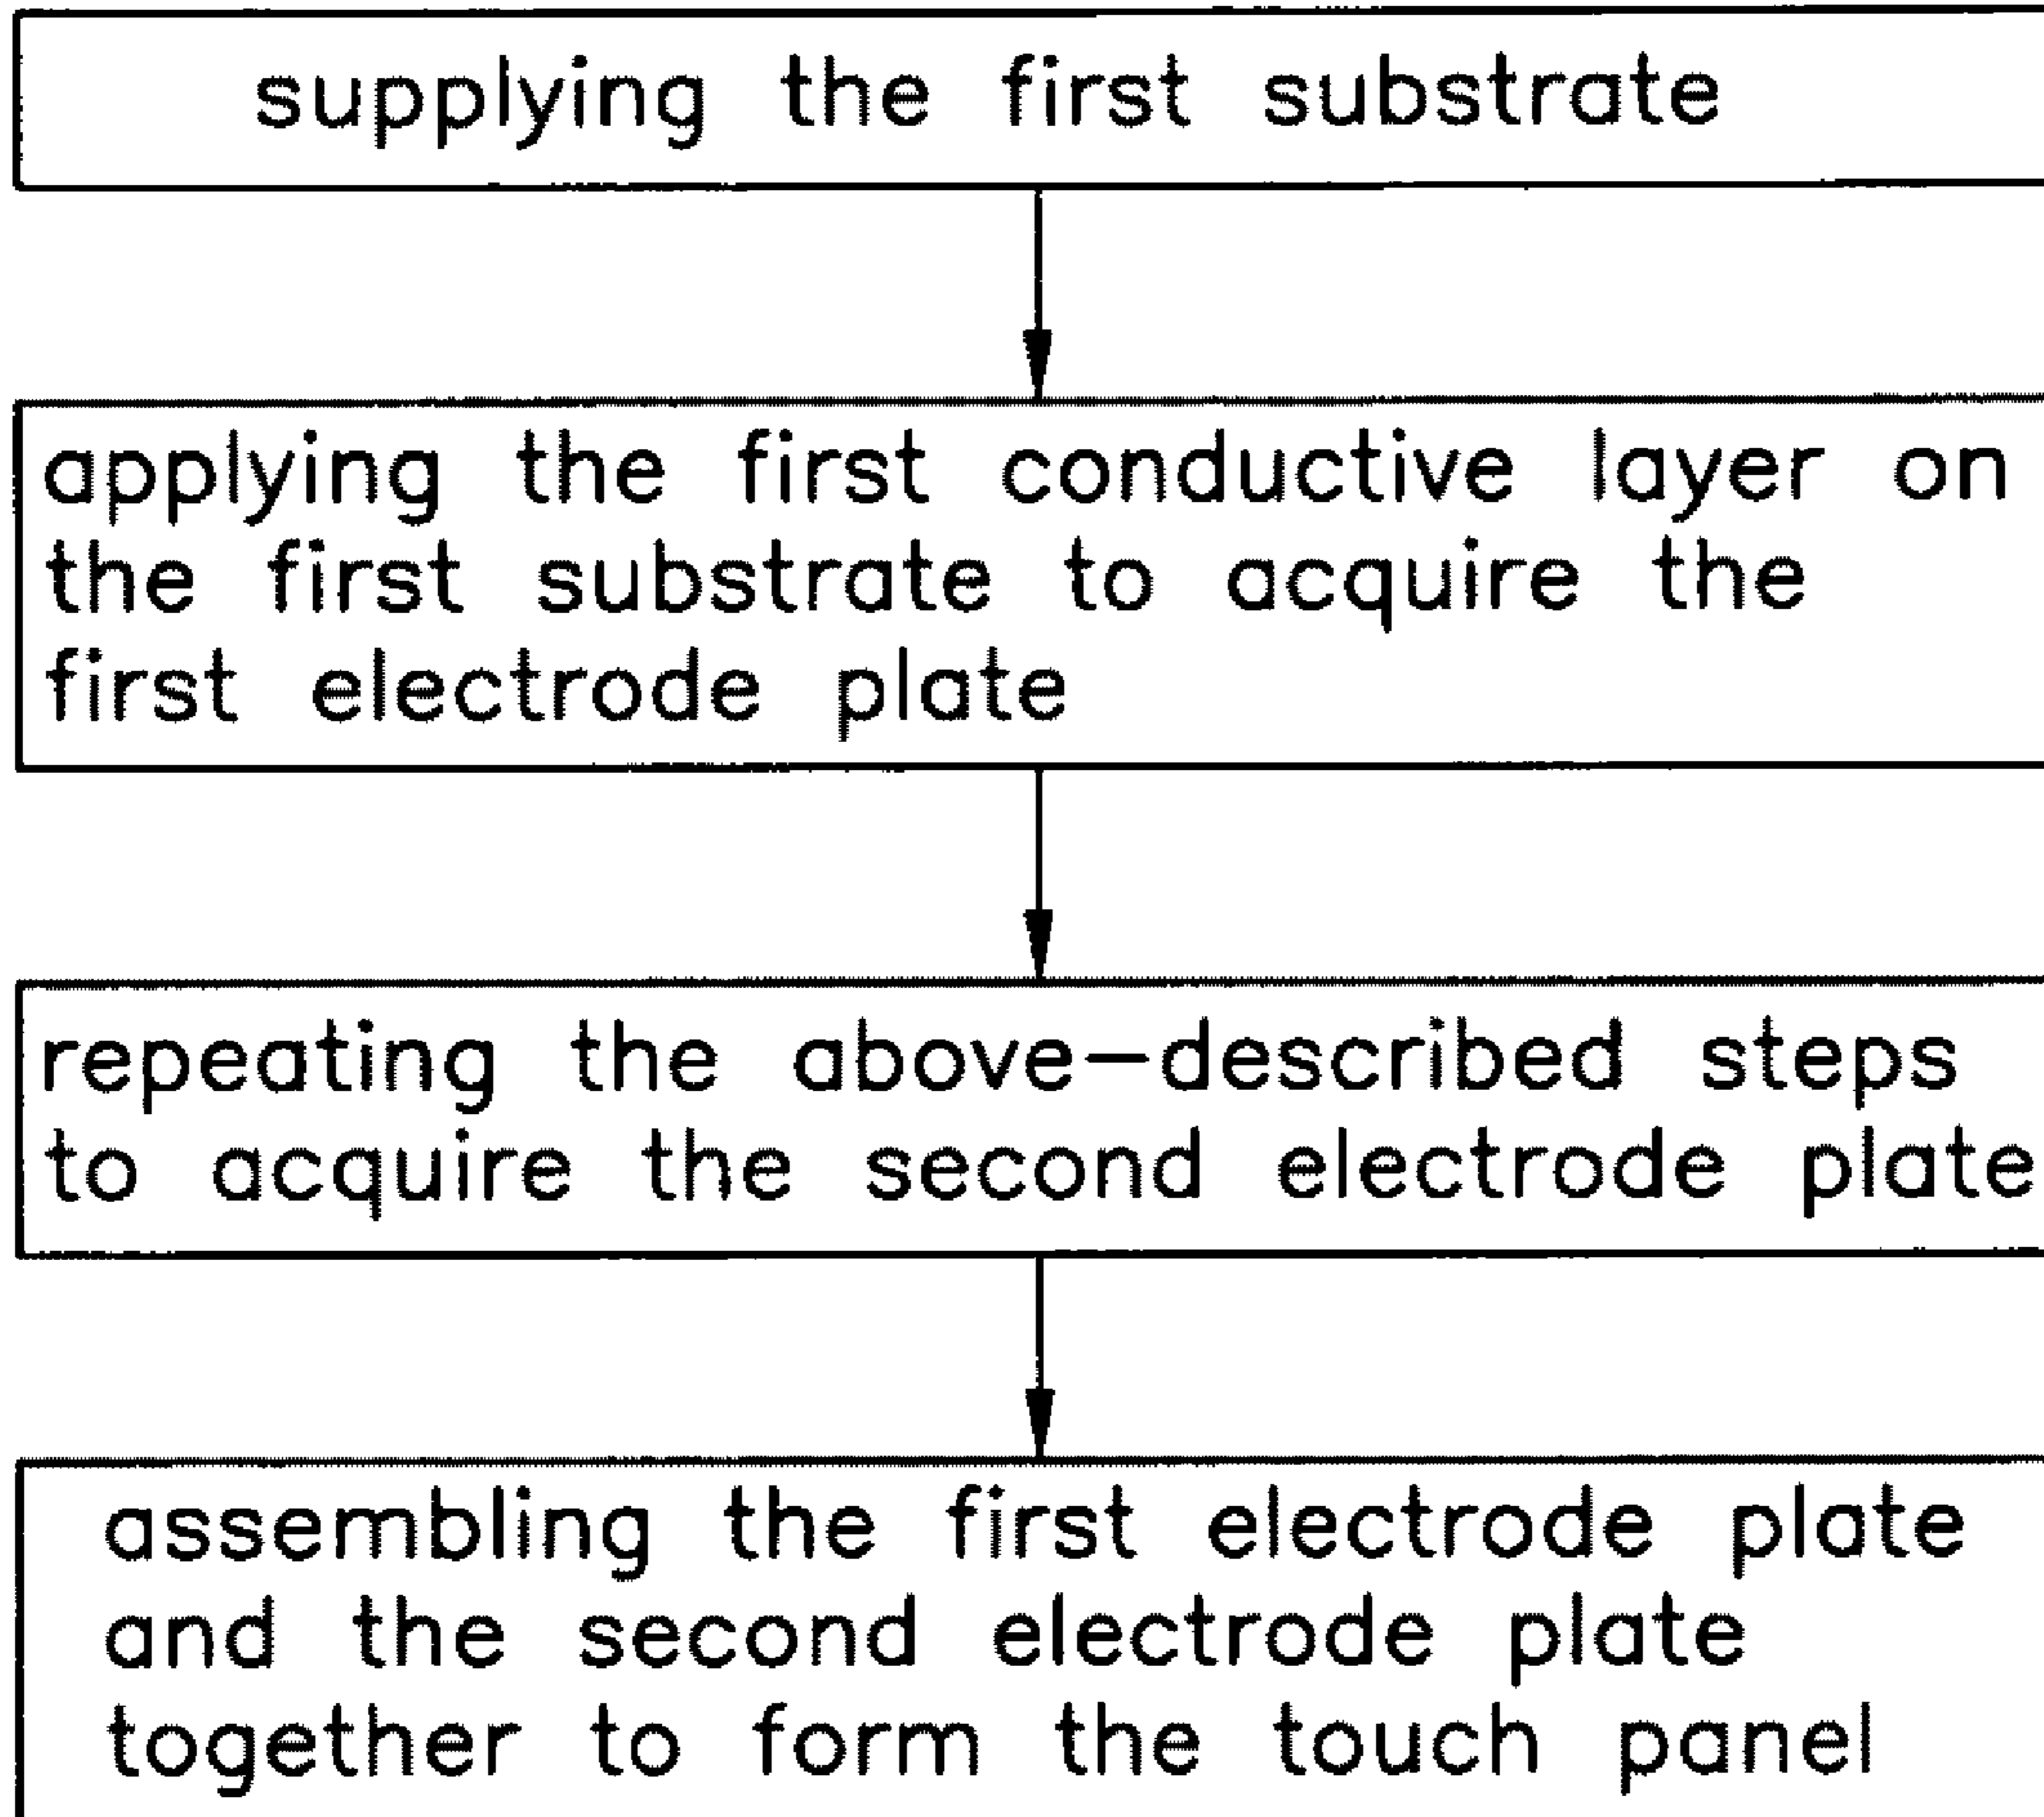 supplying the first substrate
applying the first conductive layer on
the first substrate to acquire the
first electrode plate
repeating the above-described steps
to acquire the second electrode plate
assembling the first electrode plate
and the second electrode plate
together to form the touch panel